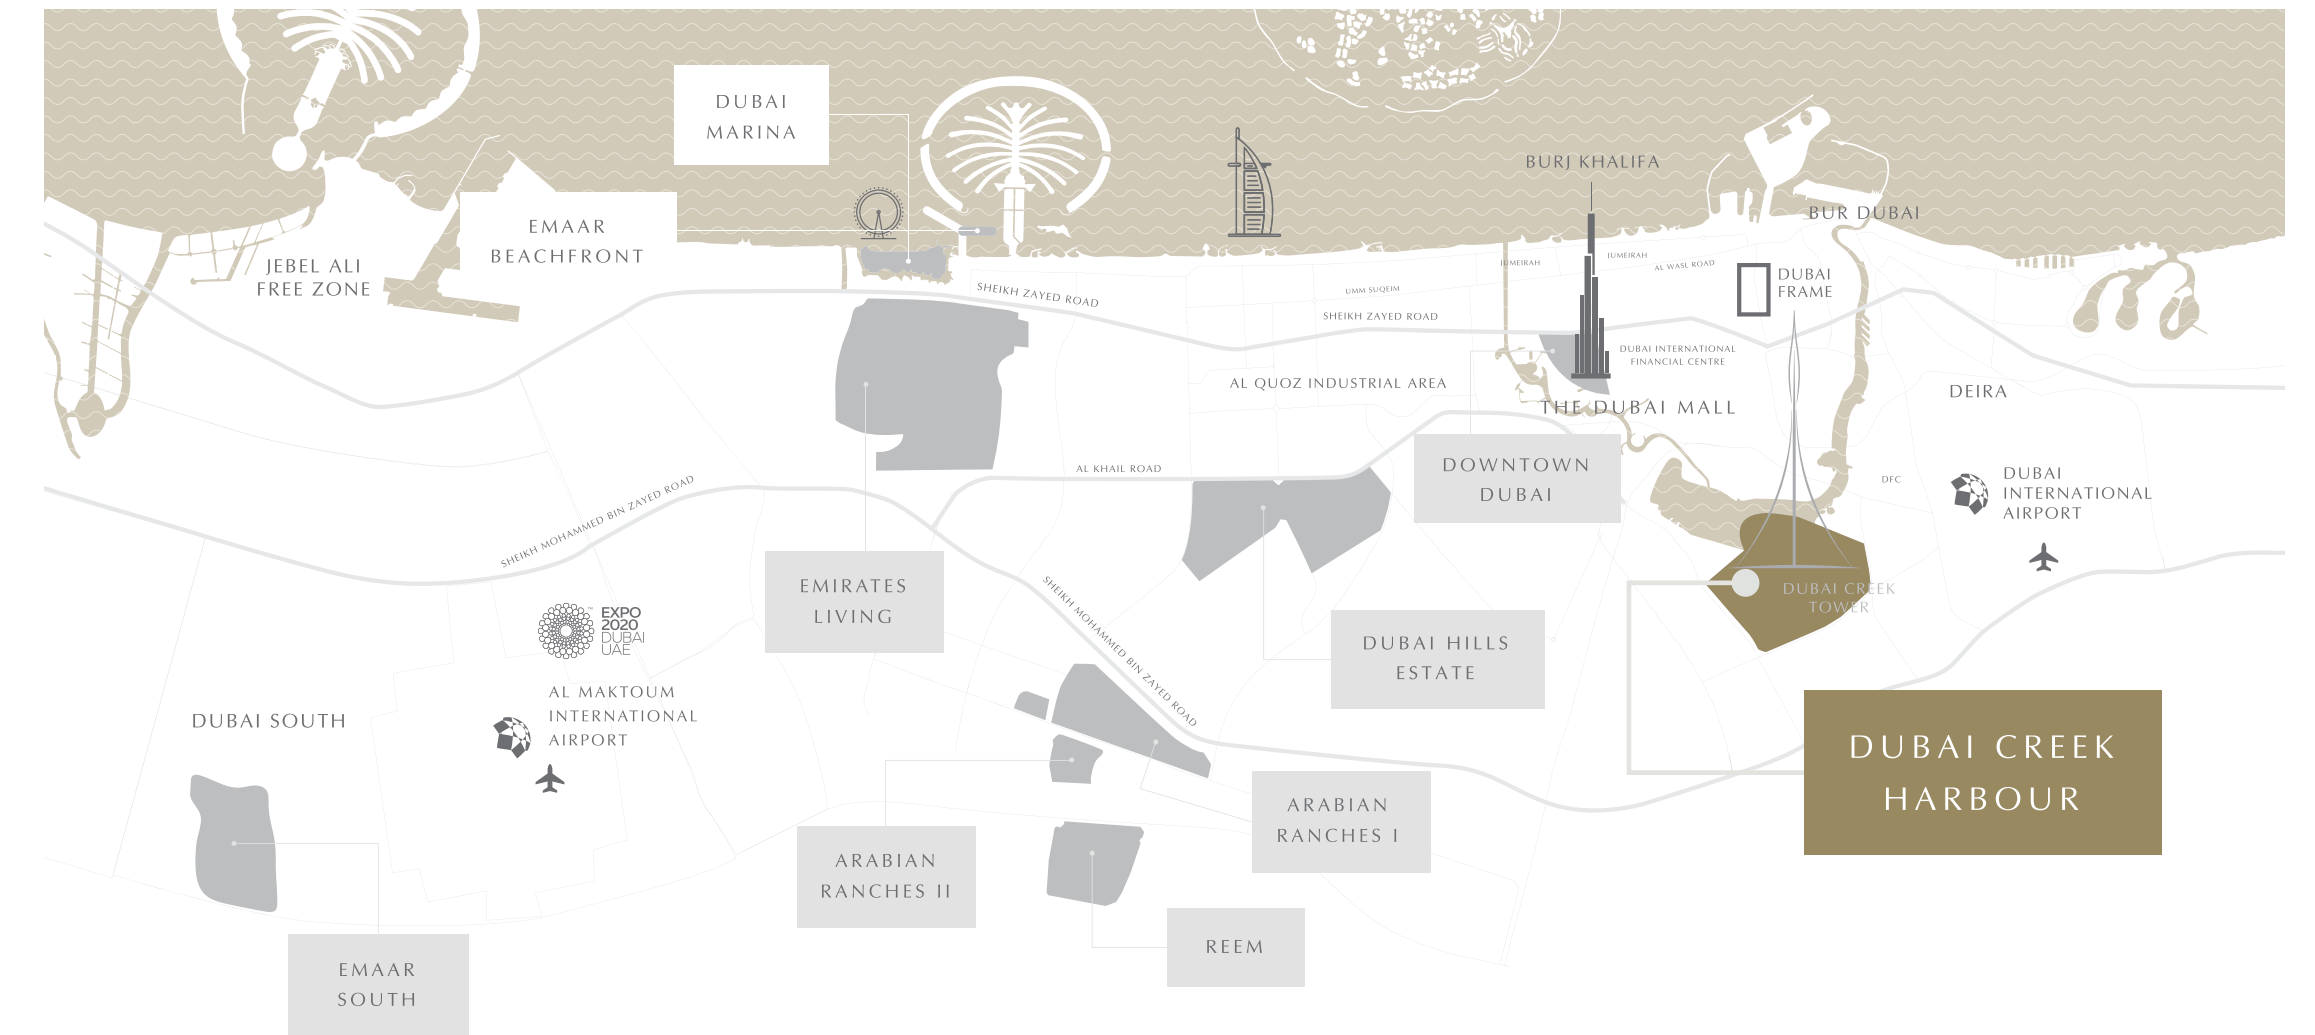 DUBAI
MARINA
BURJ KHALIFA
EMAAR
BEACHFRONT
BUR DUBAI
JEBEL ALI
FREE ZONE
JUMEIRAH
JUMEIRAH
AL WASL ROAD
DUBAI
FRAME
SHEIKH ZAYED ROAD
UMM SUQEIM
SHEIKH ZAYED ROAD
DUBAI INTERNATIONAL
FINANCIAL CENTRE
AL QUOZ INDUSTRIAL AREA
DEIRA
THE DUBAI MALL
AL KHAIL ROAD
DOWNTOWN
DUBAI
DFC
DUBAI
INTERNATIONAL
AIRPORT
SHEIKH MOHAMMED BIN ZAYED ROAD
EMIRATES
LIVING
SHEIKH MOHAMMED BIN ZAYED ROAD
DUBAI CREEK
TOWER
EXPO
2020
DUBAI
UAE
™
DUBAI HILLS
ESTATE
AL MAKTOUM
INTERNATIONAL
AIRPORT
DUBAI SOUTH
DUBAI CREEK
HARBOUR
ARABIAN
RANCHES I
ARABIAN
RANCHES II
REEM
EMAAR
SOUTH